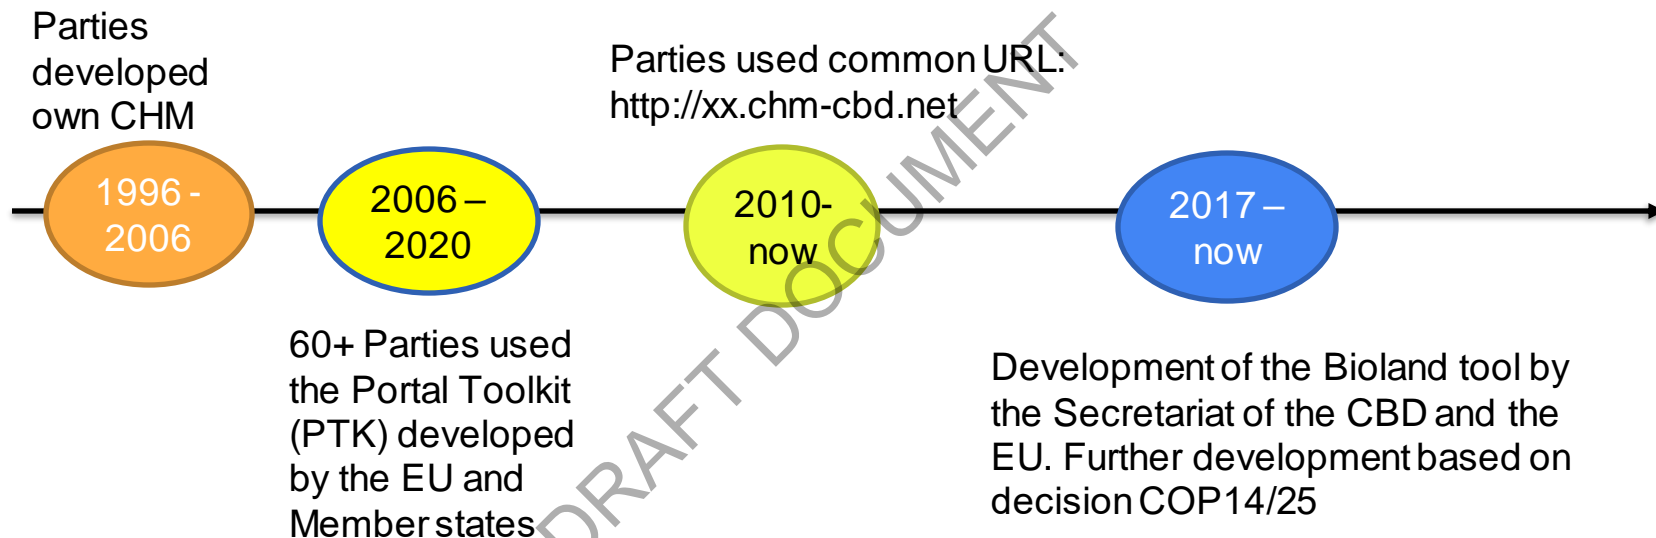 Parties
developed
own CHM
1996 -
2006
2006 –
2020
60+ Parties used
the Portal Toolkit
(PTK) developed
by the EU and
Member states
Parties used common URL:
http://xx.chm-cbd.net
2010-
now
2017 –
now
Development of the Bioland tool by
the Secretariat of the CBD and the
EU. Further development based on
decision COP14/25
DRAFT DOCUMENT